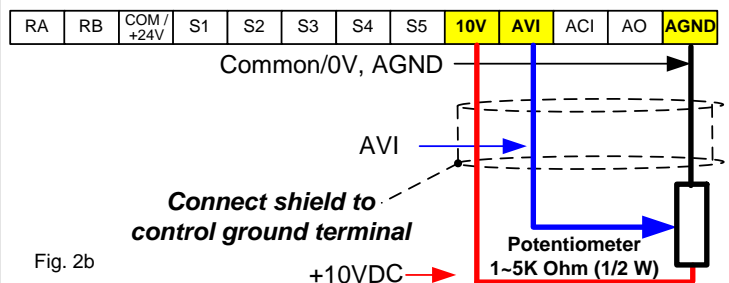 RA RB COM / +24V S1 S2 S3 S4 S5 10V AVI ACI AO AGND
Common/0V, AGND
AVI
Connect shield to
control ground terminal
Potentiometer
1~5K Ohm (1/2 W)
Fig. 2b
+10VDC